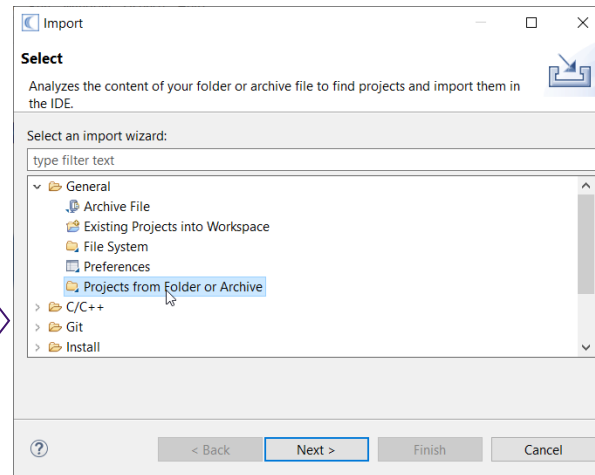 Import
Select
Analyzes the content of your folder or archive file to find projects and import them in
the IDE.
Select an import wizard:
type filter text
General
Archive File
Existing Projects into Workspace
File System
Preferences
Projects from Folder or Archive
C/C++
Git
Install
< Back Next > Finish Cancel